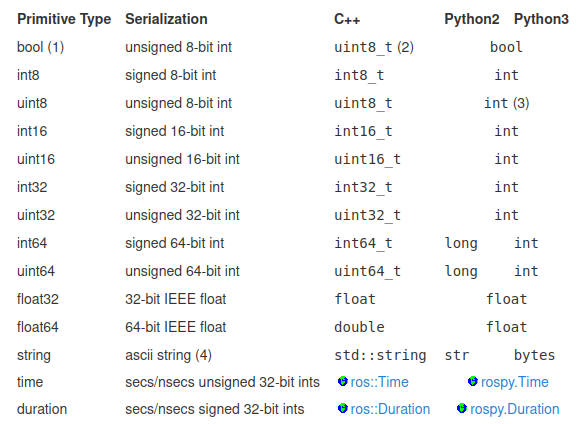 Primitive Type Serialization C++ Python2 Python3
bool (1) unsigned 8-bit int uint8_t (2) bool
int8 signed 8-bit int int8_t int
uint8 unsigned 8-bit int uint8_t int (3)
int16 signed 16-bit int int16_t int
uint16 unsigned 16-bit int uint16_t int
int32 signed 32-bit int int32_t int
uint32 unsigned 32-bit int uint32_t int
int64 signed 64-bit int int64_t long int
uint64 unsigned 64-bit int uint64_t long int
float32 32-bit IEEE float float float
float64 64-bit IEEE float double float
string ascii string (4) std::string str bytes
time secs/nsecs unsigned 32-bit ints ros::Time rospy.Time
duration secs/nsecs signed 32-bit ints ros::Duration rospy.Duration